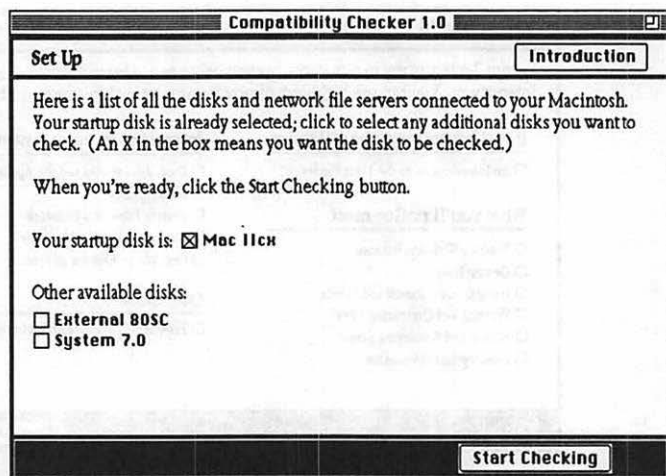 Compatibility Checker 1.0
Set Up
Introduction
Here is a list of all the disks and network file servers connected to your Macintosh.
Your startup disk is already selected; click to select any additional disks you want to
check. (An X in the box means you want the disk to be checked.)
When you're ready, click the Start Checking button.
Your startup disk is: Mac IIcx
Other available disks:
External 80SC
System 7.0
Start Checking